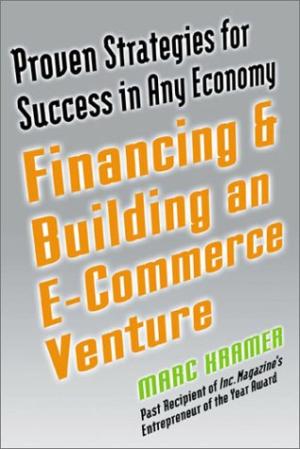 Proven Strategies for
Success in Any Economy
Financing &
Building an
E-Commerce
Venture
MARC KRAMER
Past Recipient of Inc. Magazine's
Entrepreneur of the Year Award